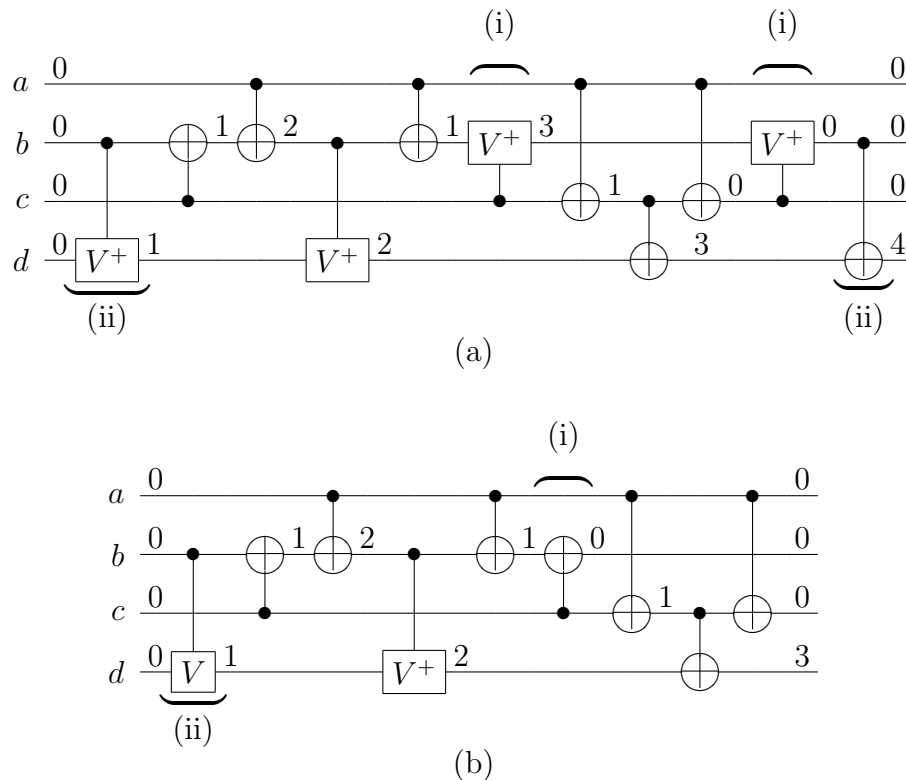 (i) (i)
a 0 0
b 0 1 2 1 V⁺ 3 V⁺ 0 0
c 0 1 0 0
d 0 V⁺ 1 V⁺ 2 3 4
(ii) (ii)
(a)
(i)
a 0 0
b 0 1 2 1 0 0
c 0 1 0
d 0 V 1 V⁺ 2 3
(ii)
(b)